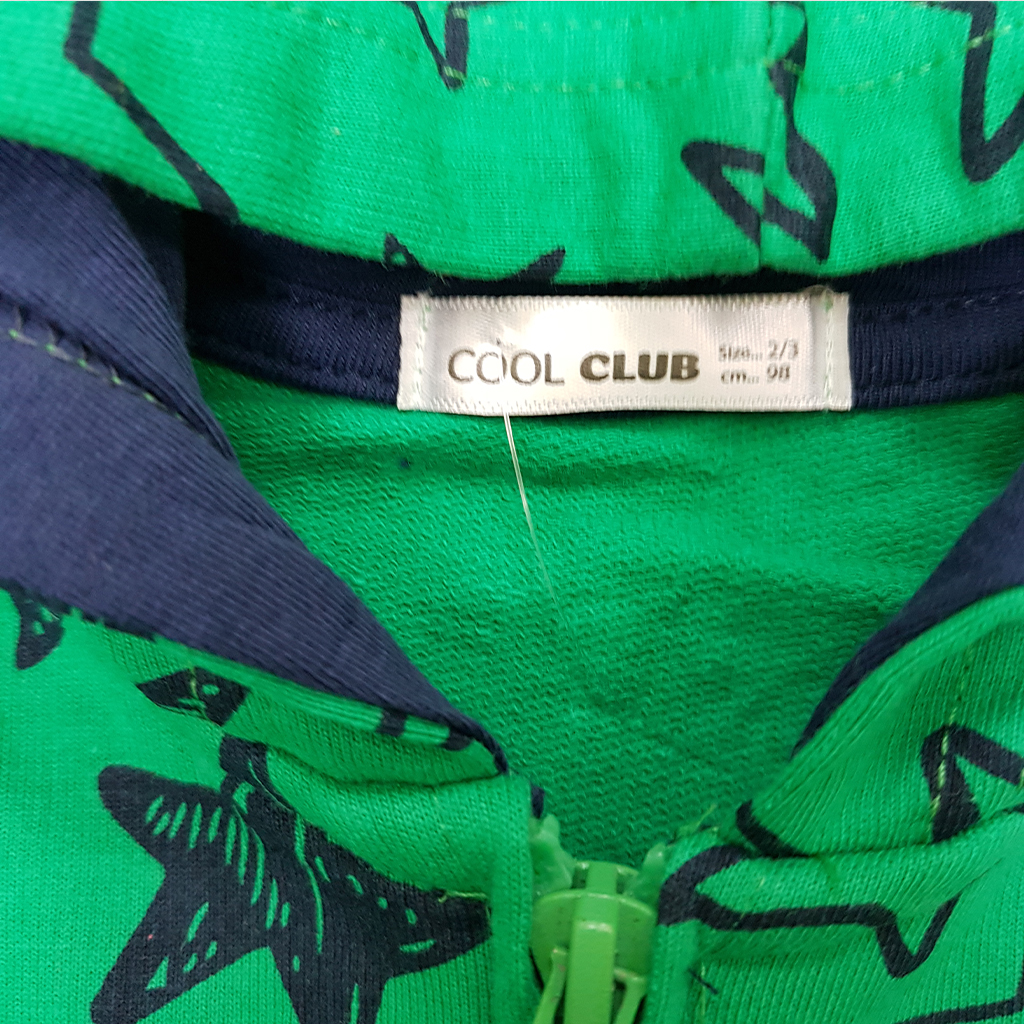 COOL CLUB
Size... 2/3
cm... 98